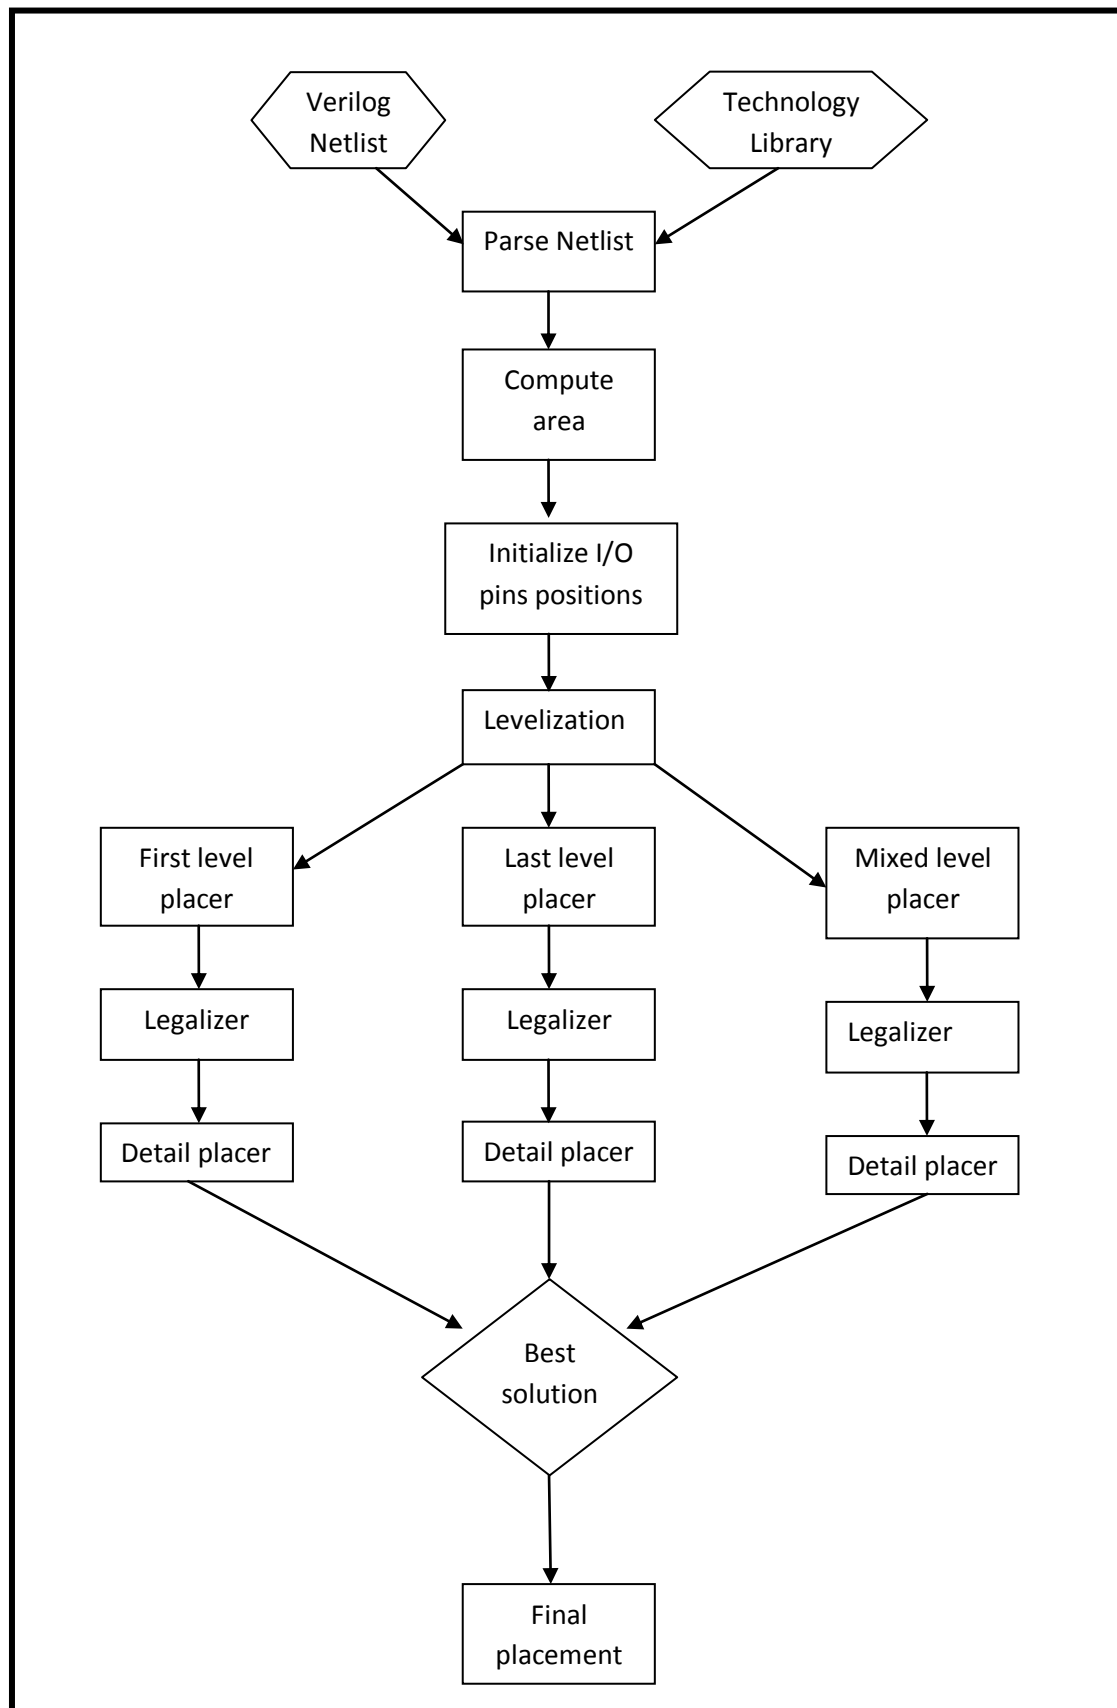 Verilog
Netlist
Technology
Library
Parse Netlist
Compute
area
Initialize I/O
pins positions
Levelization
First level
placer
Last level
placer
Mixed level
placer
Legalizer
Legalizer
Legalizer
Detail placer
Detail placer
Detail placer
Best
solution
Final
placement